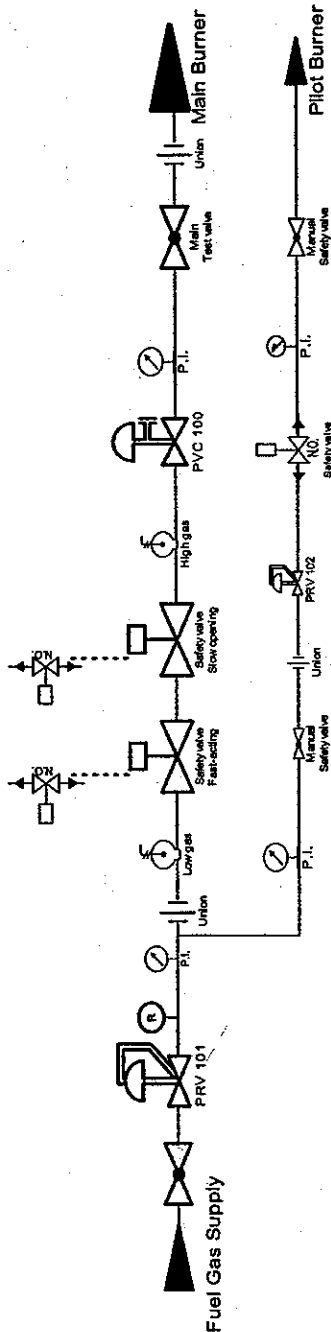 Fuel Gas Supply
PRV 101
R
P.I.
Union
Low gas
Safety valve
Fast-acting
N.O.
Safety valve
Slow opening
N.O.
High gas
PVC 100
P.I.
Main
Test valve
Union
Main Burner
P.I.
Manual
Safety valve
Union
PRV 102
N.O.
Safety valve
P.I.
Manual
Safety valve
Pilot Burner